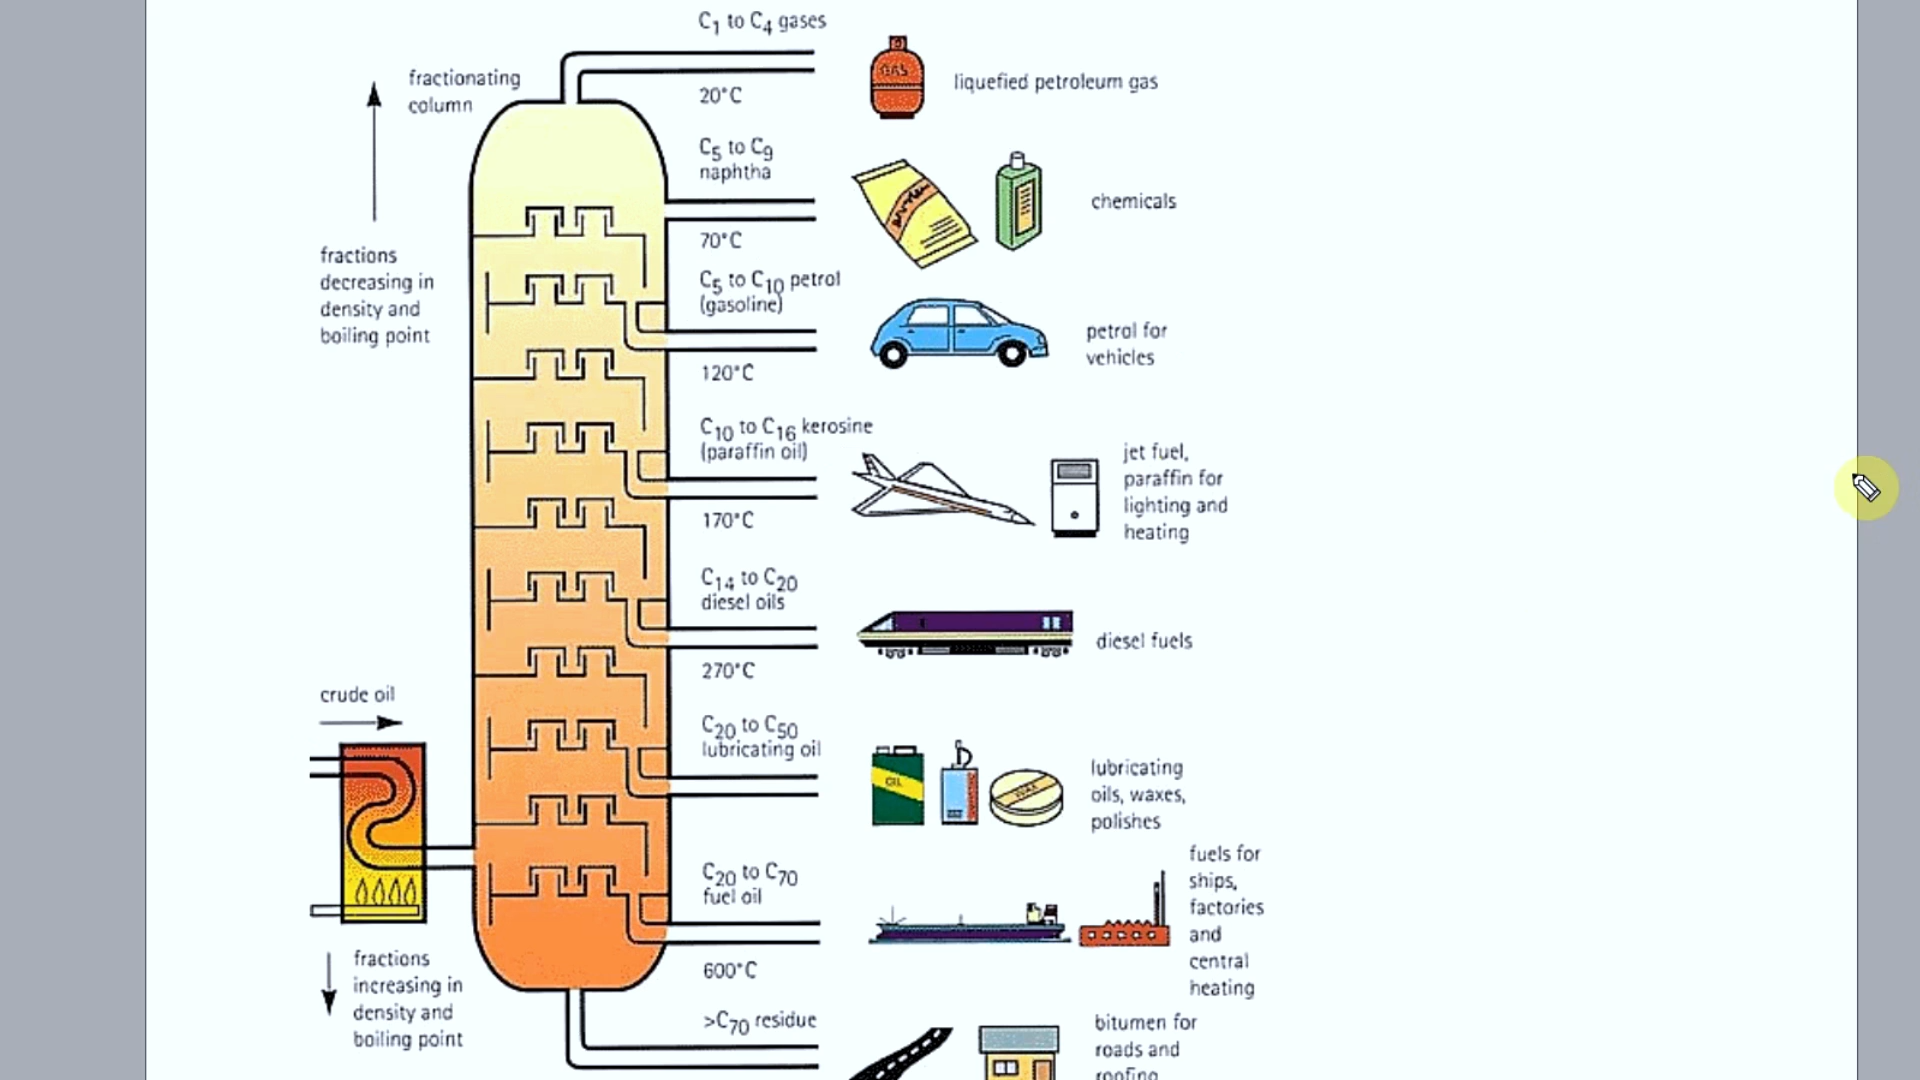 C1 to C4 gases
fractionating
column
20°C
GAS
liquefied petroleum gas
C5 to C9
naphtha
chemicals
70°C
fractions
decreasing in
density and
boiling point
C5 to C10 petrol
(gasoline)
petrol for
vehicles
120°C
C10 to C16 kerosine
(paraffin oil)
jet fuel,
paraffin for
lighting and
heating
170°C
C14 to C20
diesel oils
diesel fuels
270°C
crude oil
C20 to C50
lubricating oil
OIL
WAX
lubricating
oils, waxes,
polishes
C20 to C70
fuel oil
fuels for
ships,
factories
and
central
heating
600°C
fractions
increasing in
density and
boiling point
>C70 residue
bitumen for
roads and
roofing